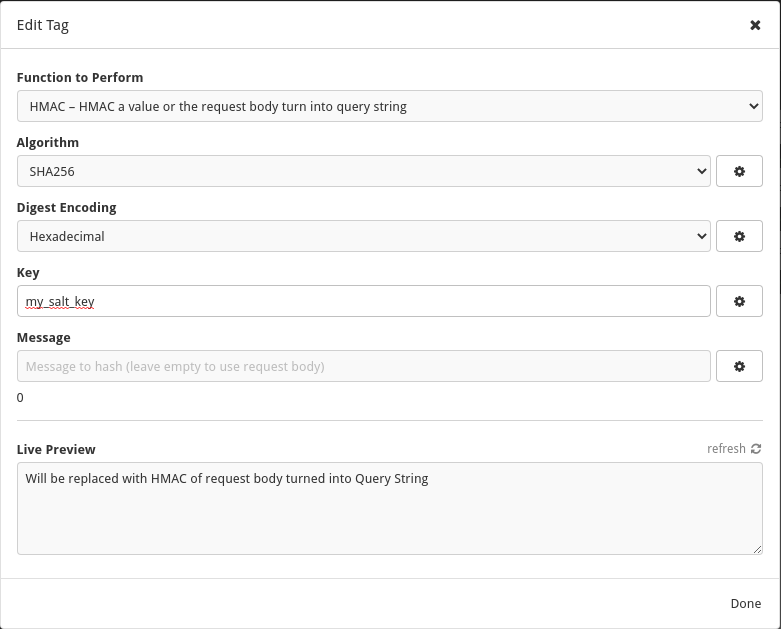 Edit Tag
Function to Perform
HMAC – HMAC a value or the request body turn into query string
Algorithm
SHA256
Digest Encoding
Hexadecimal
Key
my_salt_key
Message
Message to hash (leave empty to use request body)
0
Live Preview
refresh
Will be replaced with HMAC of request body turned into Query String
Done